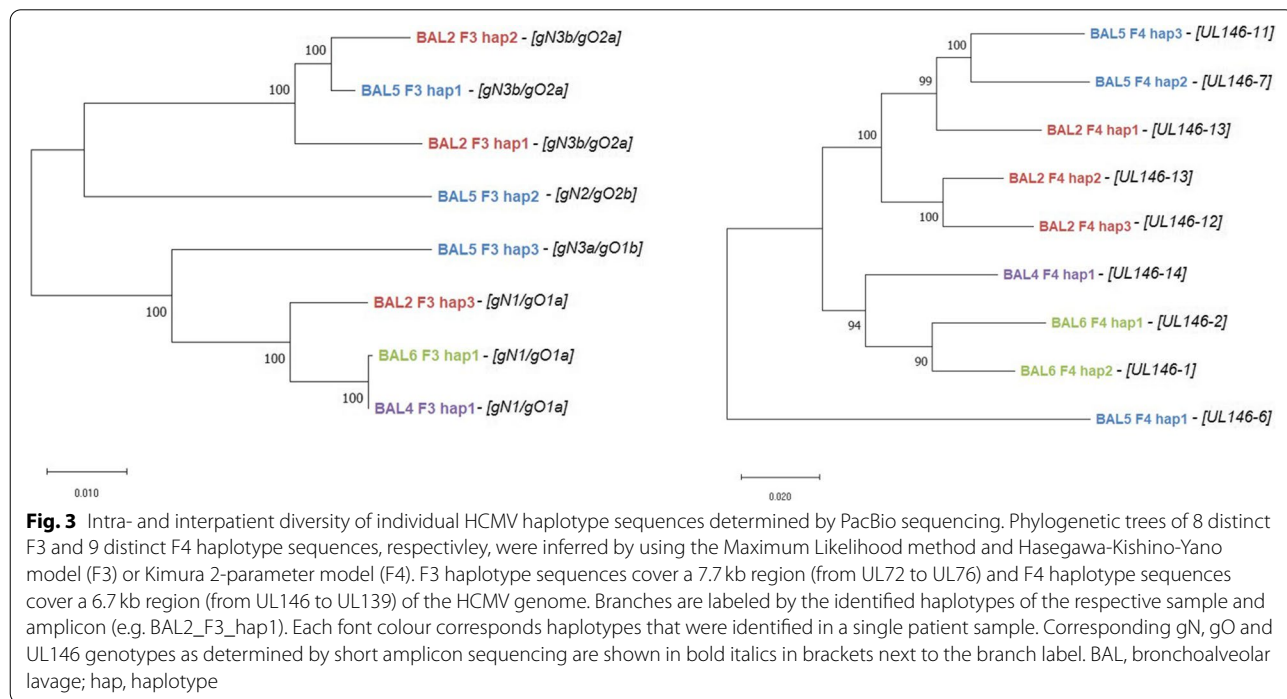 BAL2 F3 hap2 - [gN3b/gO2a]
100
BAL5 F3 hap1 - [gN3b/gO2a]
100
BAL2 F3 hap1 - [gN3b/gO2a]
BAL5 F3 hap2 - [gN2/gO2b]
BAL5 F3 hap3 - [gN3a/gO1b]
100
BAL2 F3 hap3 - [gN1/gO1a]
100
BAL6 F3 hap1 - [gN1/gO1a]
100
BAL4 F3 hap1 - [gN1/gO1a]
0.010
BAL5 F4 hap3 - [UL146-11]
100
BAL5 F4 hap2 - [UL146-7]
99
BAL2 F4 hap1 - [UL146-13]
100
BAL2 F4 hap2 - [UL146-13]
100
BAL2 F4 hap3 - [UL146-12]
BAL4 F4 hap1 - [UL146-14]
94
BAL6 F4 hap1 - [UL146-2]
90
BAL6 F4 hap2 - [UL146-1]
BAL5 F4 hap1 - [UL146-6]
0.020
Fig. 3 Intra- and interpatient diversity of individual HCMV haplotype sequences determined by PacBio sequencing. Phylogenetic trees of 8 distinct
F3 and 9 distinct F4 haplotype sequences, respectivley, were inferred by using the Maximum Likelihood method and Hasegawa-Kishino-Yano
model (F3) or Kimura 2-parameter model (F4). F3 haplotype sequences cover a 7.7 kb region (from UL72 to UL76) and F4 haplotype sequences
cover a 6.7 kb region (from UL146 to UL139) of the HCMV genome. Branches are labeled by the identified haplotypes of the respective sample and
amplicon (e.g. BAL2_F3_hap1). Each font colour corresponds haplotypes that were identified in a single patient sample. Corresponding gN, gO and
UL146 genotypes as determined by short amplicon sequencing are shown in bold italics in brackets next to the branch label. BAL, bronchoalveolar
lavage; hap, haplotype